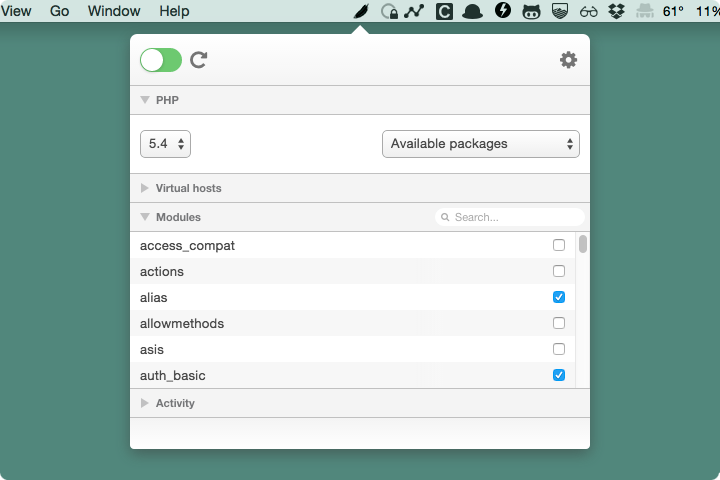 View Go Window Help 61° 11%
PHP
5.4 Available packages
Virtual hosts
Modules Search...
access_compat
actions
alias
allowmethods
asis
auth_basic
Activity